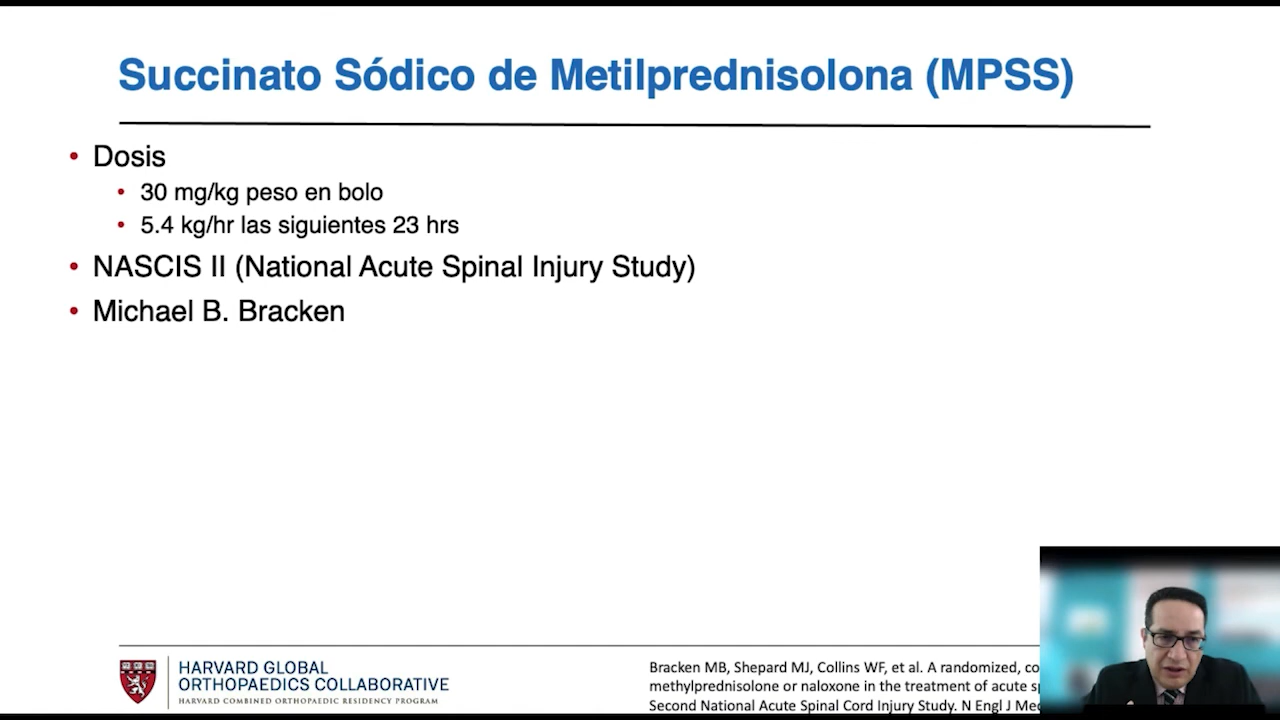 Succinato Sódico de Metilprednisolona (MPSS)
• Dosis
• 30 mg/kg peso en bolo
• 5.4 kg/hr las siguientes 23 hrs
• NASCIS II (National Acute Spinal Injury Study)
• Michael B. Bracken
HARVARD GLOBAL
ORTHOPAEDICS COLLABORATIVE
HARVARD COMBINED ORTHOPAEDIC RESIDENCY PROGRAM
Bracken MB, Shepard MJ, Collins WF, et al. A randomized,
methylprednisolone or naloxone in the treatment of acute
Second National Acute Spinal Cord Injury Study. N Engl J